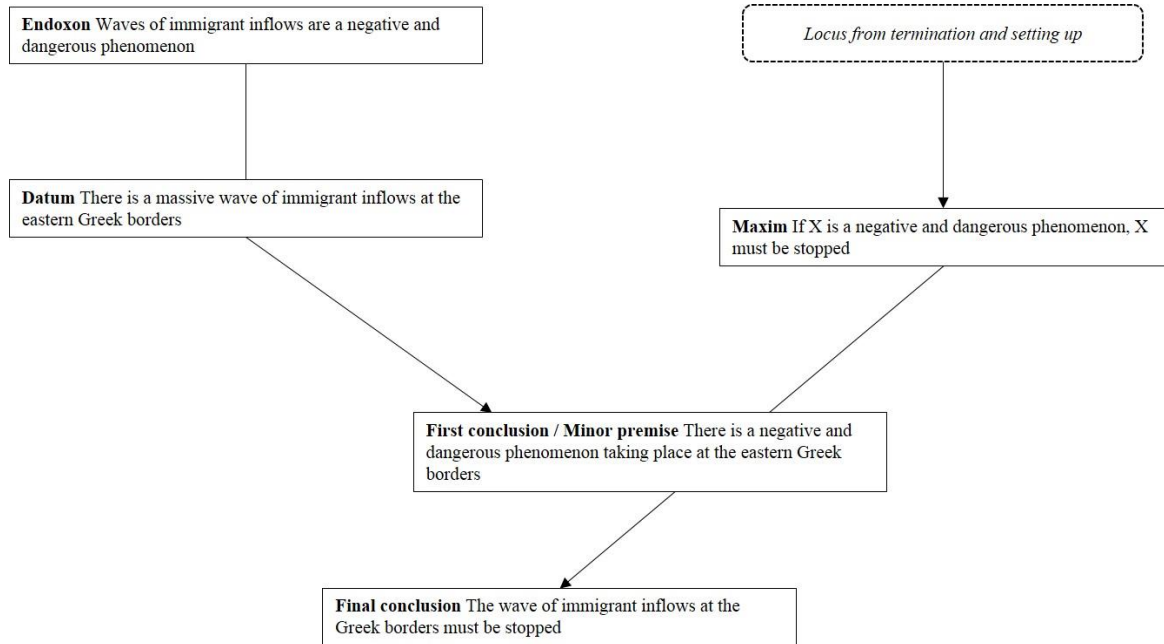 Endoxon Waves of immigrant inflows are a negative and
dangerous phenomenon
Locus from termination and setting up
Datum There is a massive wave of immigrant inflows at the
eastern Greek borders
Maxim If X is a negative and dangerous phenomenon, X
must be stopped
First conclusion / Minor premise There is a negative and
dangerous phenomenon taking place at the eastern Greek
borders
Final conclusion The wave of immigrant inflows at the
Greek borders must be stopped